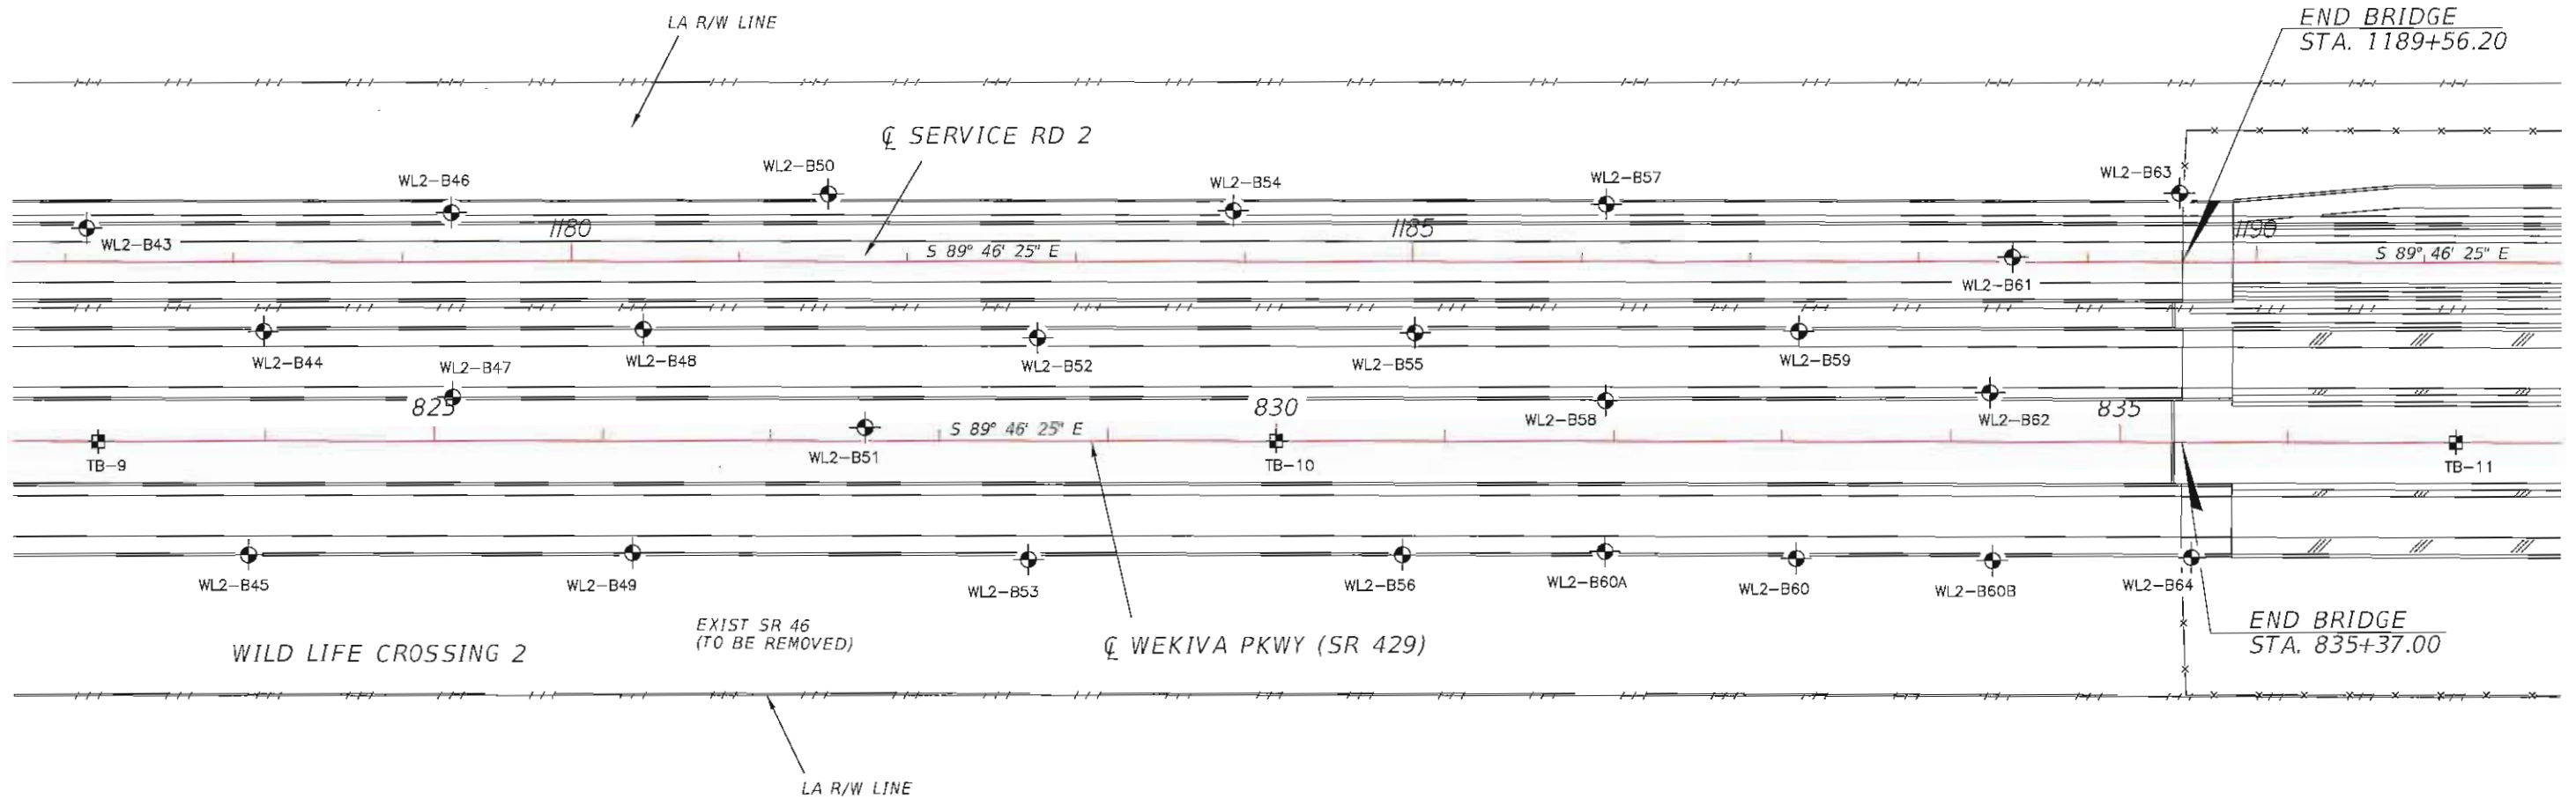 LA R/W LINE
END BRIDGE
STA. 1189+56.20
℄ SERVICE RD 2
WL2-B50
WL2-B46
WL2-B54
WL2-B57
WL2-B63
WL2-B43
1180
1185
1190
S 89° 46' 25" E
S 89° 46' 25" E
WL2-B61
WL2-B44
WL2-B47
WL2-B48
WL2-B52
WL2-B55
WL2-B59
825
830
835
WL2-B58
WL2-B62
S 89° 46' 25" E
TB-9
WL2-B51
TB-10
TB-11
WL2-B45
WL2-B49
WL2-B53
WL2-B56
WL2-B60A
WL2-B60
WL2-B60B
WL2-B64
EXIST SR 46
(TO BE REMOVED)
WILD LIFE CROSSING 2
℄ WEKIVA PKWY (SR 429)
END BRIDGE
STA. 835+37.00
LA R/W LINE